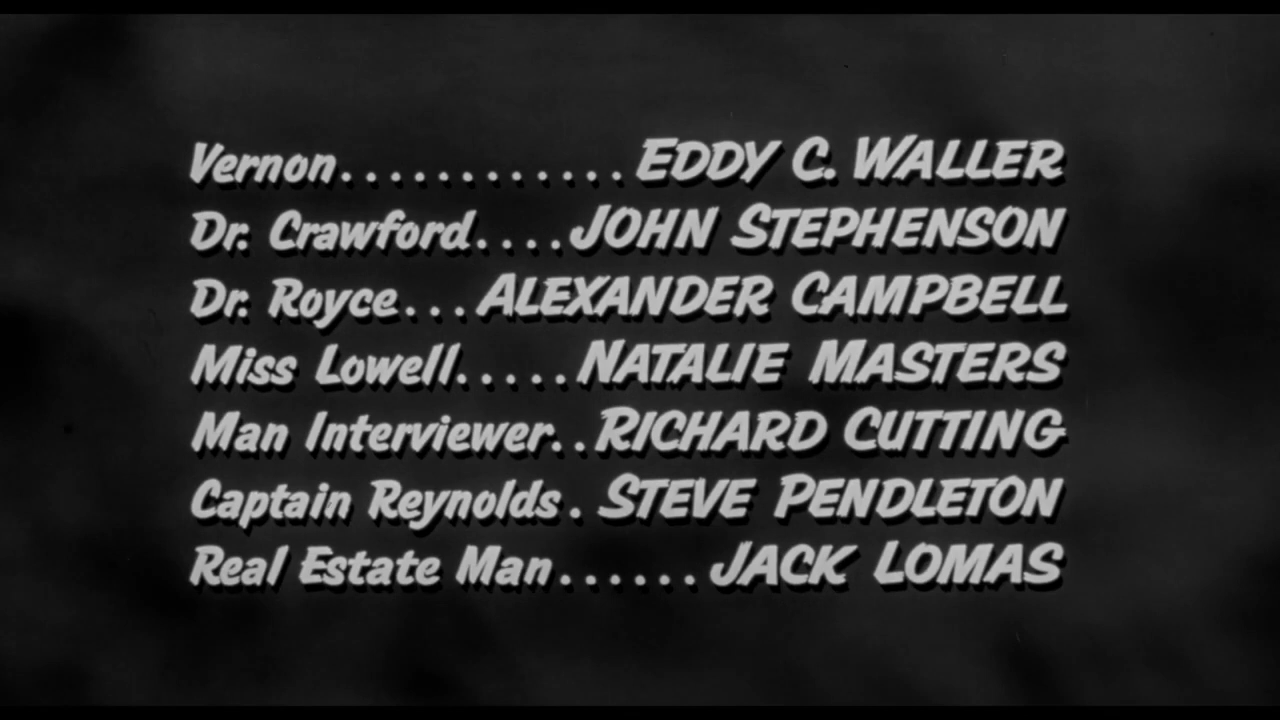 Vernon............EDDY C. WALLER
Dr. Crawford....JOHN STEPHENSON
Dr. Royce...ALEXANDER CAMPBELL
Miss Lowell.....NATALIE MASTERS
Man Interviewer..RICHARD CUTTING
Captain Reynolds.STEVE PENDLETON
Real Estate Man......JACK LOMAS